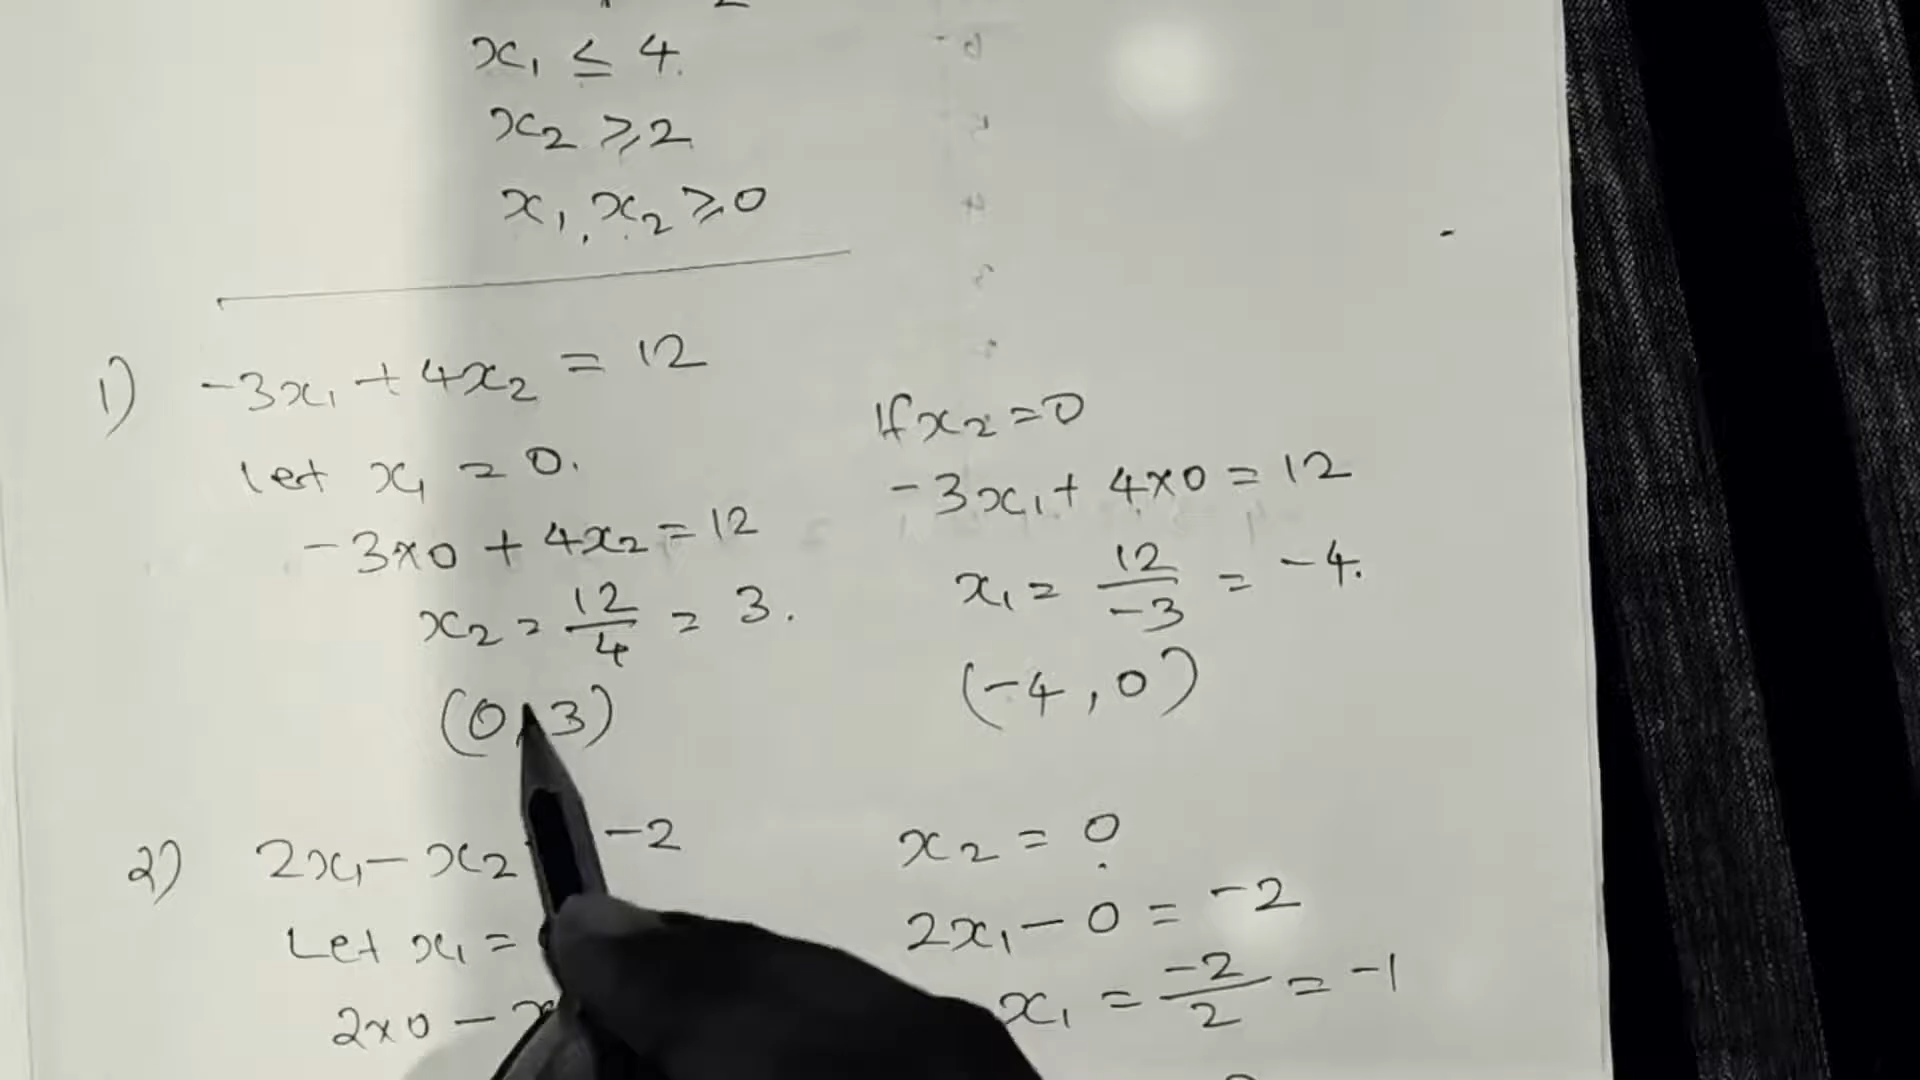 x₁ ≤ 4.
x₂ ≥ 2
x₁, x₂ ≥ 0
1) -3x₁ + 4x₂ = 12
let x₁ = 0.
-3×0 + 4x₂ = 12
x₂ = 12/4 = 3.
(0, 3)
If x₂ = 0
-3x₁ + 4×0 = 12
x₁ = 12/-3 = -4.
(-4, 0)
2) 2x₁ - x₂ -2
Let x₁ =
2×0 -
x₂ = 0
2x₁ - 0 = -2
x₁ = -2/2 = -1